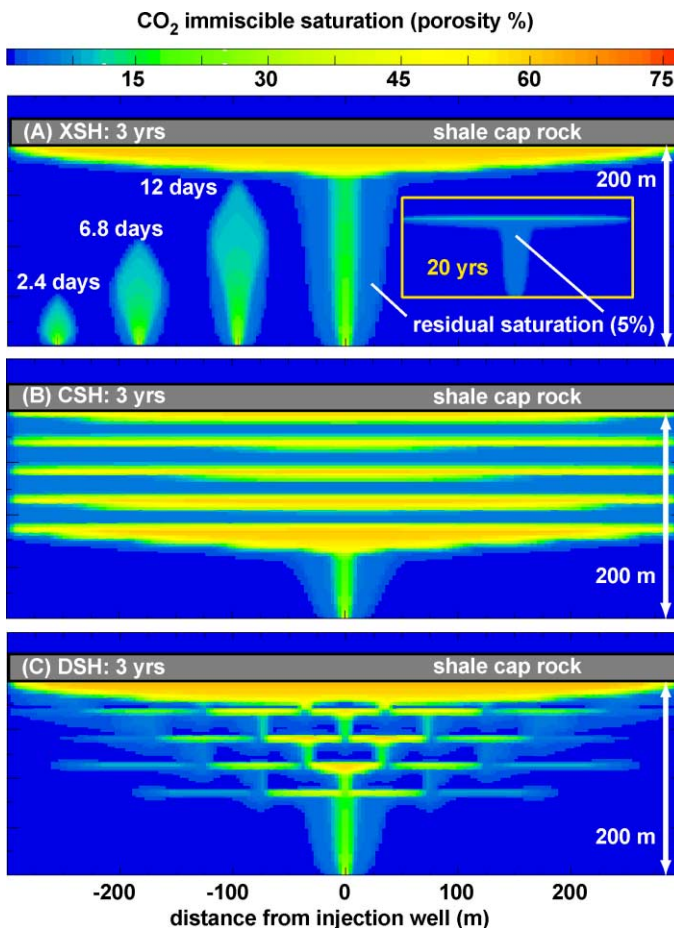 CO2 immiscible saturation (porosity %)
15 30 45 60 75
(A) XSH: 3 yrs shale cap rock
200 m
12 days
6.8 days
2.4 days
20 yrs
residual saturation (5%)
(B) CSH: 3 yrs shale cap rock
200 m
(C) DSH: 3 yrs shale cap rock
200 m
-200 -100 0 100 200
distance from injection well (m)